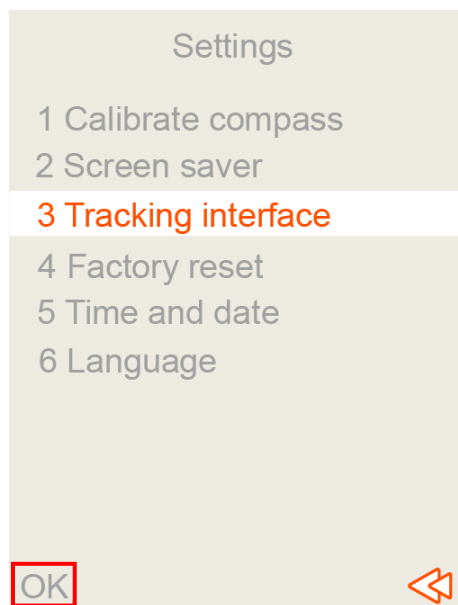 Settings
1 Calibrate compass
2 Screen saver
3 Tracking interface
4 Factory reset
5 Time and date
6 Language
OK